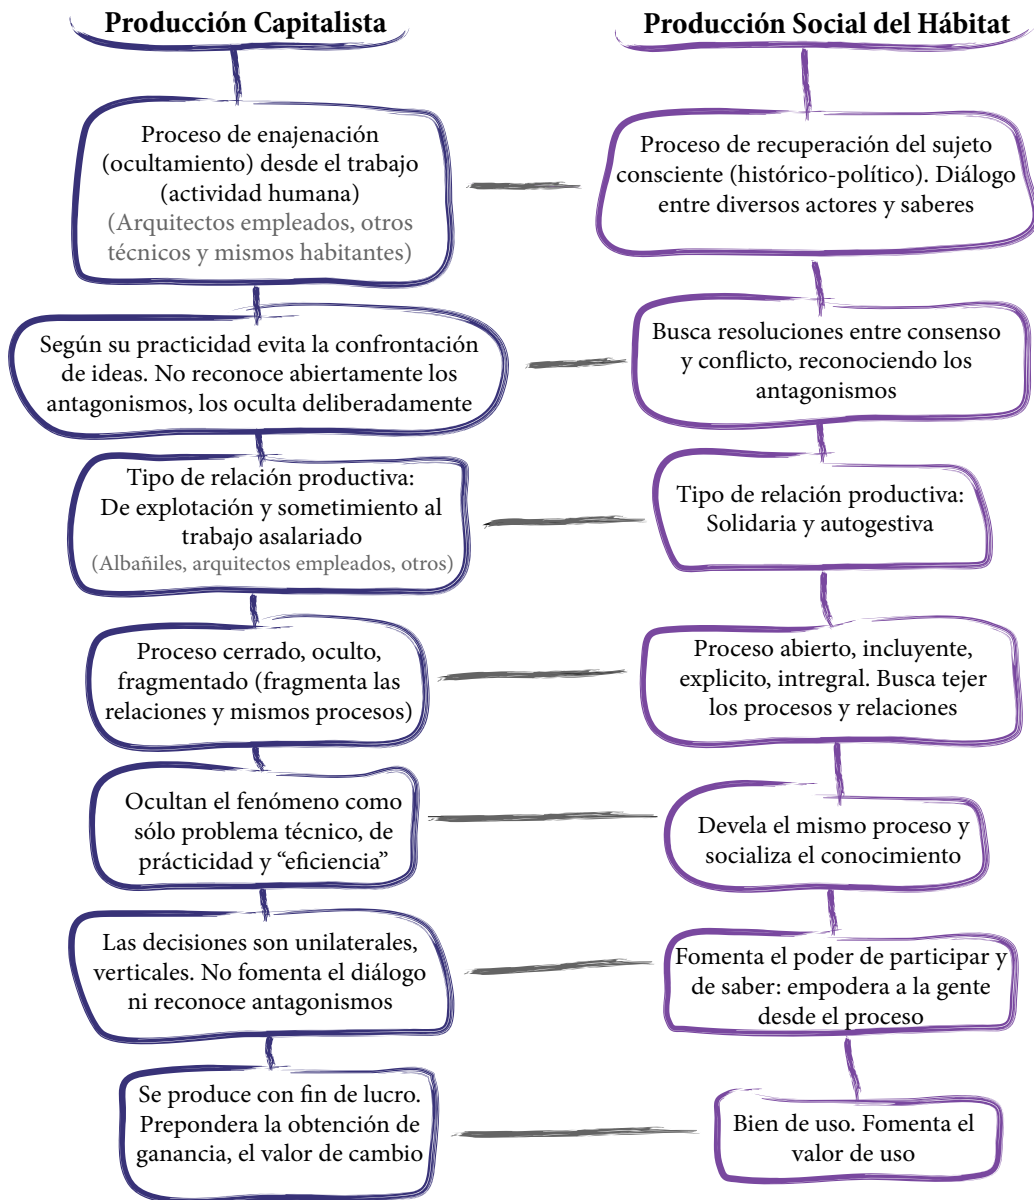 Producción Capitalista
Proceso de enajenación
(ocultamiento) desde el trabajo
(actividad humana)
(Arquitectos empleados, otros
técnicos y mismos habitantes)
Según su practicidad evita la confrontación
de ideas. No reconoce abiertamente los
antagonismos, los oculta deliberadamente
Tipo de relación productiva:
De explotación y sometimiento al
trabajo asalariado
(Albañiles, arquitectos empleados, otros)
Proceso cerrado, oculto,
fragmentado (fragmenta las
relaciones y mismos procesos)
Ocultan el fenómeno como
sólo problema técnico, de
prácticidad y “eficiencia”
Las decisiones son unilaterales,
verticales. No fomenta el diálogo
ni reconoce antagonismos
Se produce con fin de lucro.
Prepondera la obtención de
ganancia, el valor de cambio
Producción Social del Hábitat
Proceso de recuperación del sujeto
consciente (histórico-político). Diálogo
entre diversos actores y saberes
Busca resoluciones entre consenso
y conflicto, reconociendo los
antagonismos
Tipo de relación productiva:
Solidaria y autogestiva
Proceso abierto, incluyente,
explicito, intregral. Busca tejer
los procesos y relaciones
Devela el mismo proceso y
socializa el conocimiento
Fomenta el poder de participar y
de saber: empodera a la gente
desde el proceso
Bien de uso. Fomenta el
valor de uso